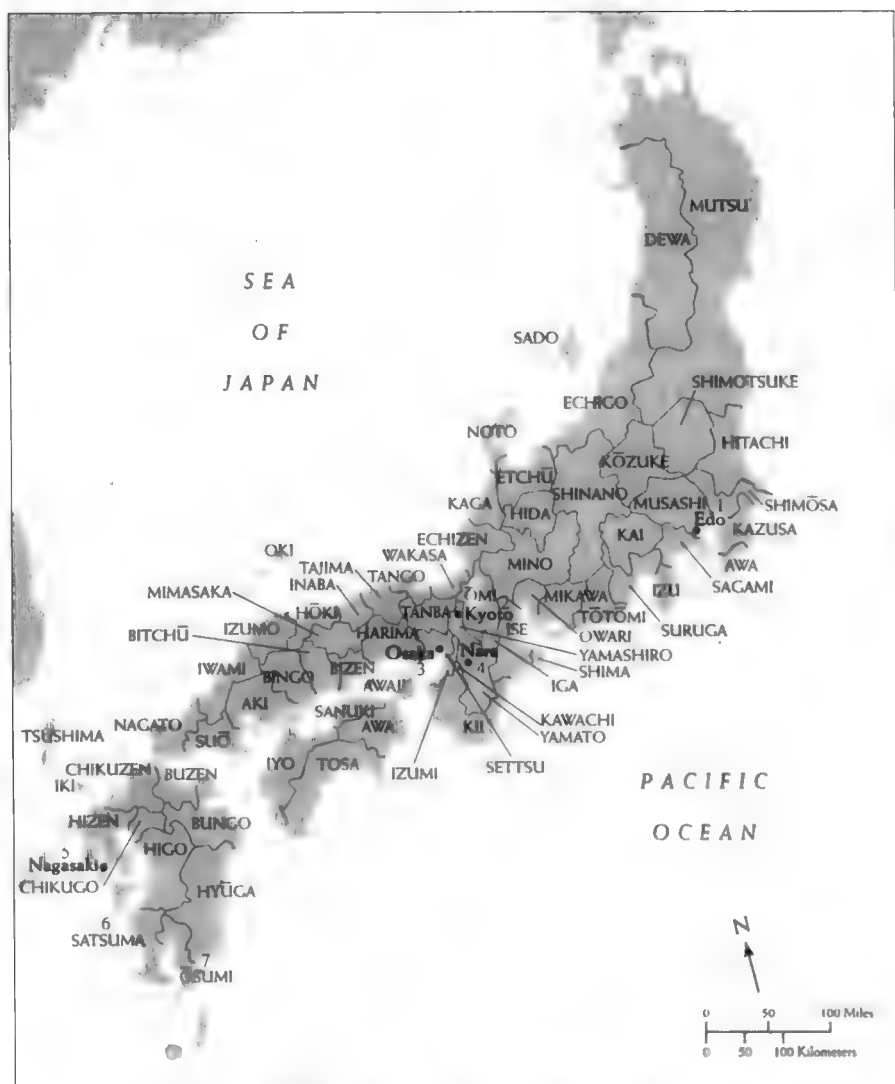 MUTSU
DEWA
SEA
OF
JAPAN
SADO
SHIMOTSUKE
ECHIGO
NOTO
HITACHI
KŌZUKE
ETCHŪ
SHINANO
MUSASHI
1
SHIMŌSA
KAGA
HIDA
Edo
KAZUSA
ECHIZEN
KAI
OKI
WAKASA
MINO
AWA
TAJIMA
TANGO
SAGAMI
INABA
MIMASAKA
ŌMI
MIKAWA
IZU
HŌKI
TANBA
Kyoto
TŌTŌMI
IZUMO
HARIMA
ISE
OWARI
SURUGA
BITCHŪ
Osaka
Nara
YAMASHIRO
IWAMI
BINGO
BIZEN
3
4
SHIMA
AWAJI
IGA
AKI
SANUKI
KAWACHI
NAGATO
AWA
KII
YAMATO
TSUSHIMA
SUŌ
IYO
TOSA
IZUMI
SETTSU
CHIKUZEN
BUZEN
IKI
PACIFIC
HIZEN
BUNGO
OCEAN
HIGO
5
Nagasaki
CHIKUGO
HYŪGA
6
SATSUMA
7
ŌSUMI
N
0 50 100 Miles
0 50 100 Kilometers